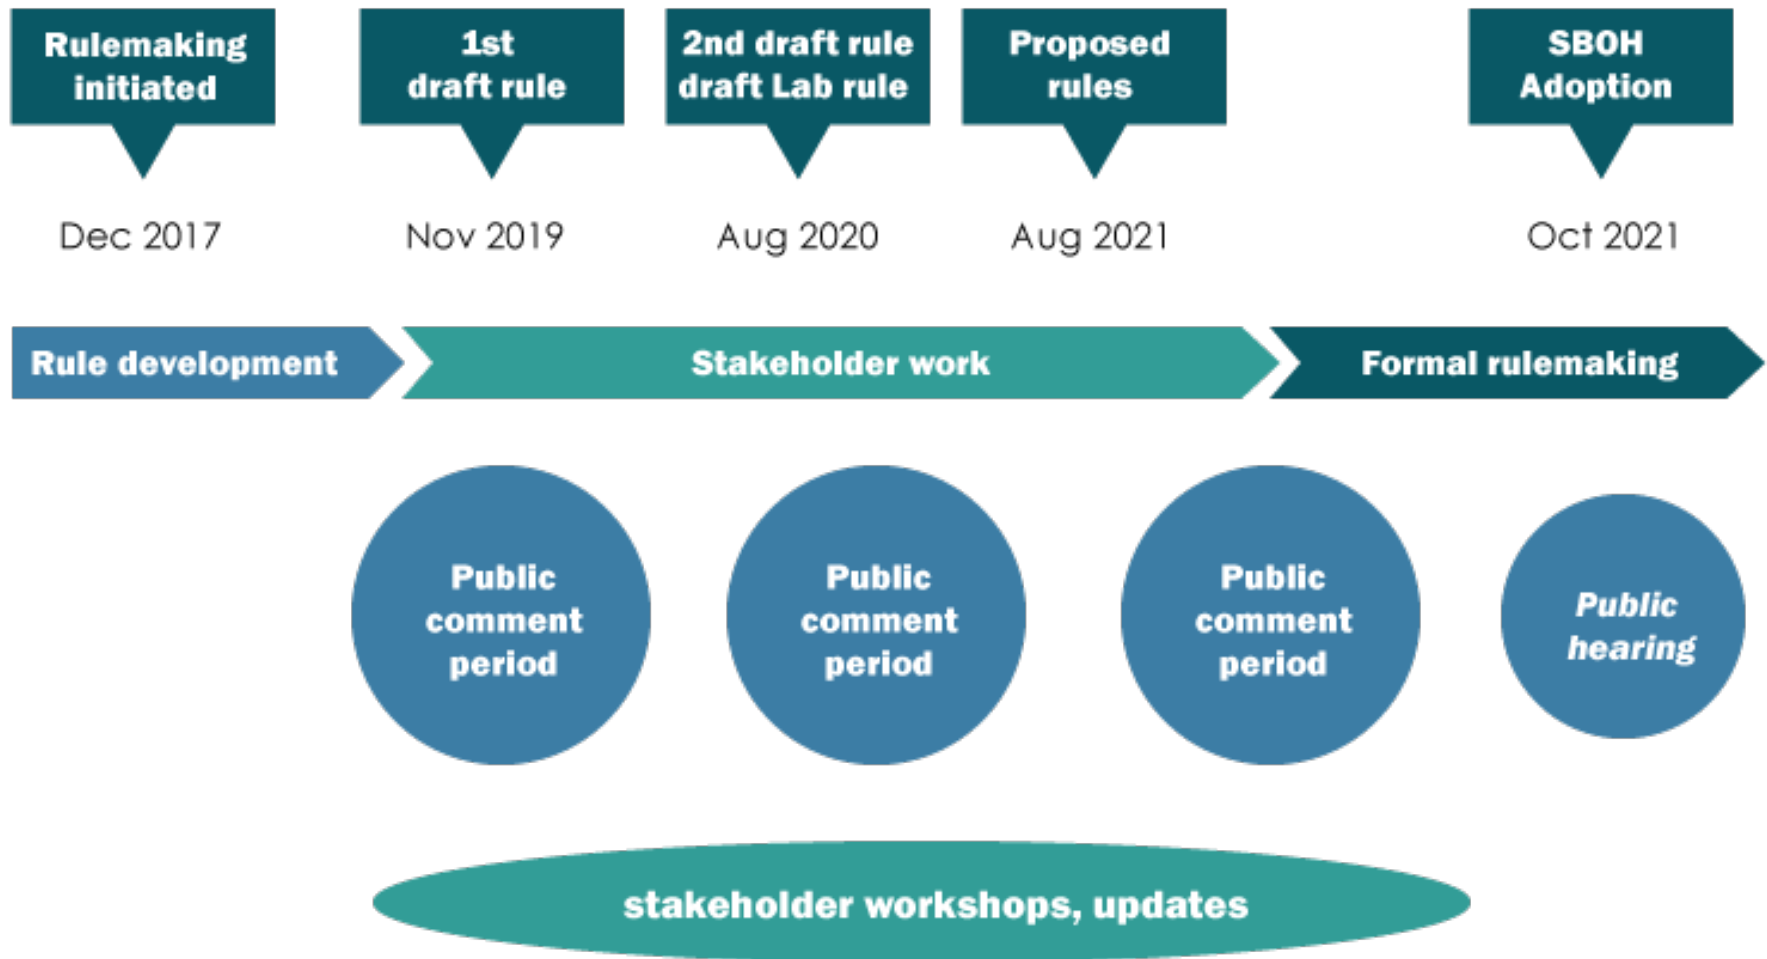 Rulemaking
initiated
1st
draft rule
2nd draft rule
draft Lab rule
Proposed
rules
SBOH
Adoption
Dec 2017
Nov 2019
Aug 2020
Aug 2021
Oct 2021
Rule development
Stakeholder work
Formal rulemaking
Public
comment
period
Public
comment
period
Public
comment
period
Public
hearing
stakeholder workshops, updates